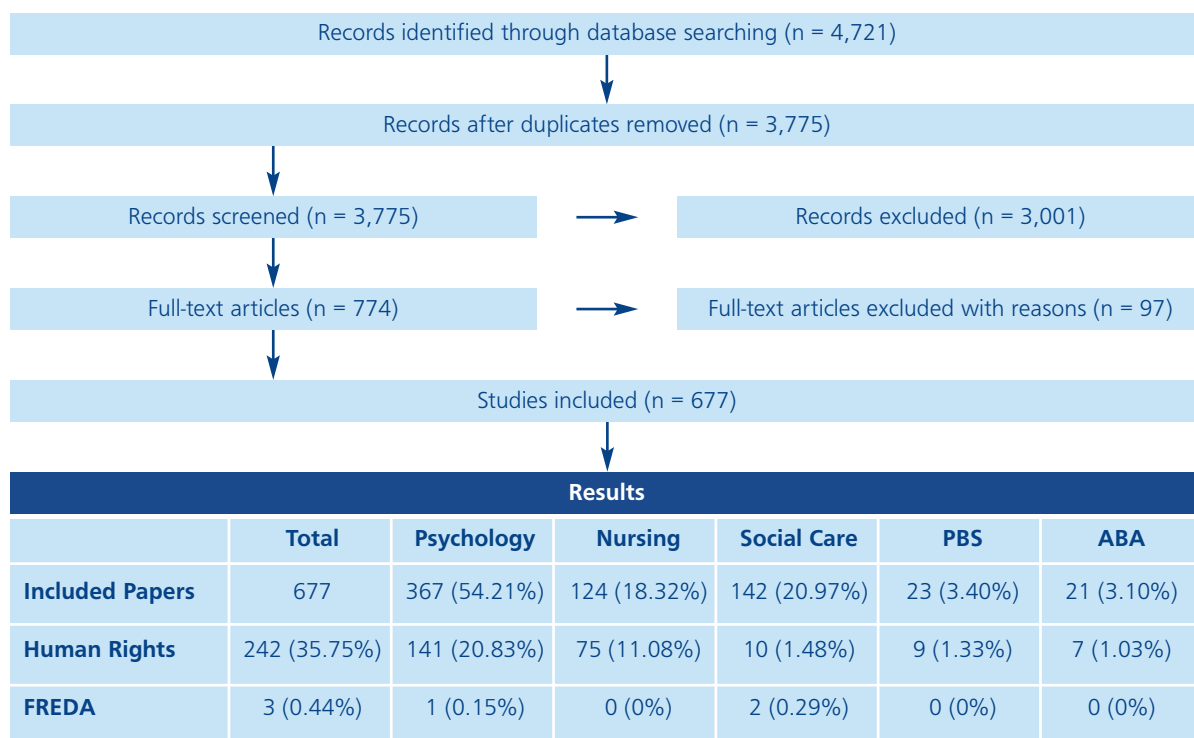 Records identified through database searching (n = 4,721)
Records after duplicates removed (n = 3,775)
Records screened (n = 3,775)
Records excluded (n = 3,001)
Full-text articles (n = 774)
Full-text articles excluded with reasons (n = 97)
Studies included (n = 677)
Results
Total Psychology Nursing Social Care PBS ABA
Included Papers 677 367 (54.21%) 124 (18.32%) 142 (20.97%) 23 (3.40%) 21 (3.10%)
Human Rights 242 (35.75%) 141 (20.83%) 75 (11.08%) 10 (1.48%) 9 (1.33%) 7 (1.03%)
FREDA 3 (0.44%) 1 (0.15%) 0 (0%) 2 (0.29%) 0 (0%) 0 (0%)